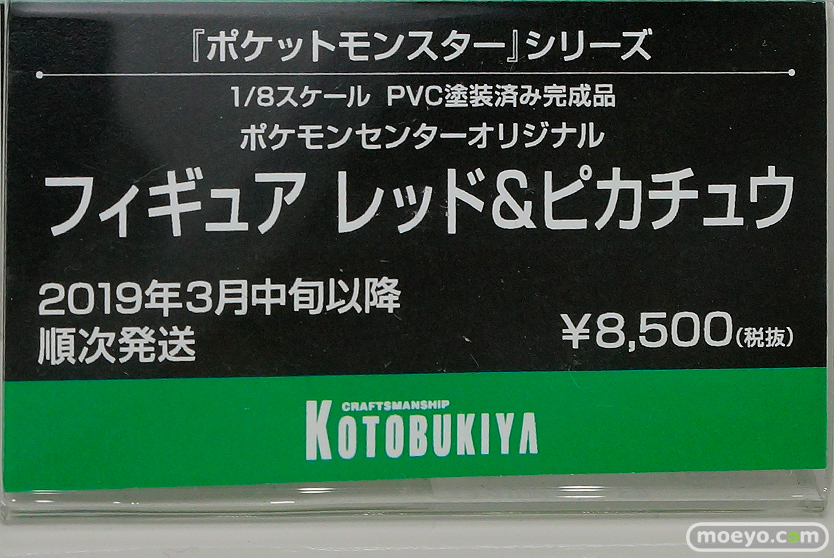 『ポケットモンスター』シリーズ
1/8スケール PVC塗装済み完成品
ポケモンセンターオリジナル
フィギュア レッド&ピカチュウ
2019年3月中旬以降
順次発送
¥8,500(税抜)
CRAFTSMANSHIP
KOTOBUKIYA
moeyo.com